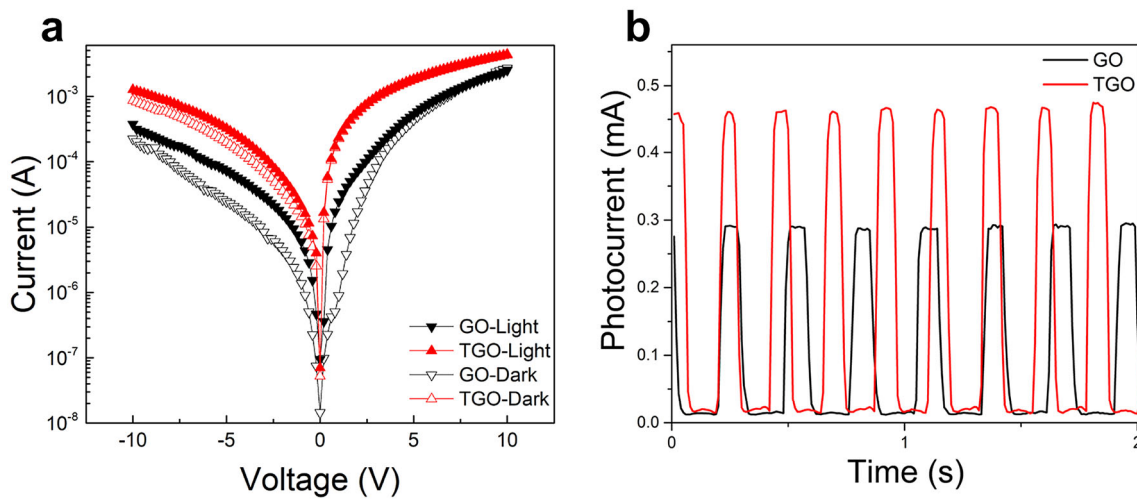 a
Current (A)
10⁻³
10⁻⁴
10⁻⁵
10⁻⁶
10⁻⁷
10⁻⁸
GO-Light
TGO-Light
GO-Dark
TGO-Dark
-10
-5
0
5
10
Voltage (V)
b
Photocurrent (mA)
0.5
0.4
0.3
0.2
0.1
0.0
GO
TGO
0
1
2
Time (s)